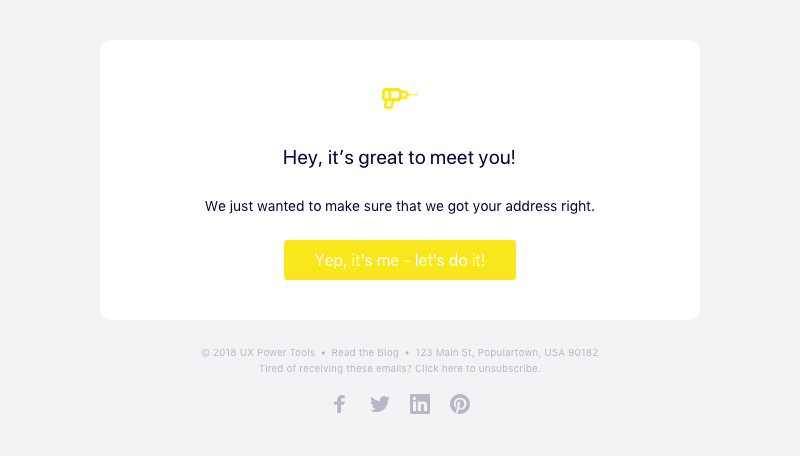 Hey, it’s great to meet you!
We just wanted to make sure that we got your address right.
Yep, it's me - let's do it!
© 2018 UX Power Tools • Read the Blog • 123 Main St, Populartown, USA 90182
Tired of receiving these emails? Click here to unsubscribe.